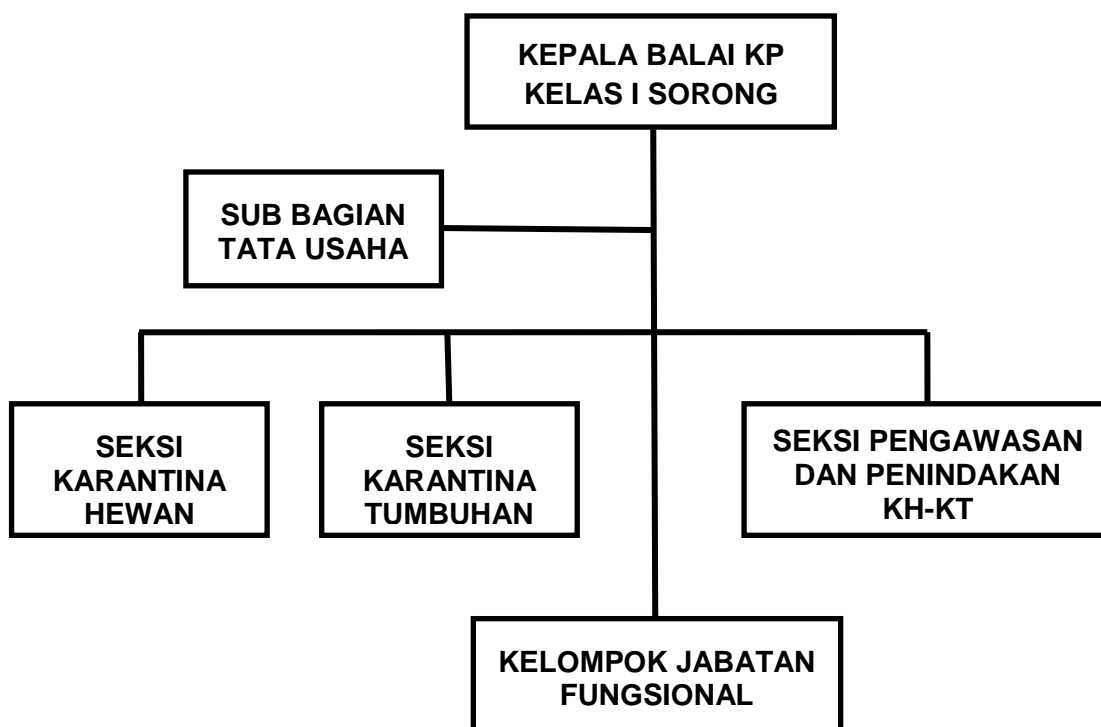 KEPALA BALAI KP
KELAS I SORONG
SUB BAGIAN
TATA USAHA
SEKSI
KARANTINA
HEWAN
SEKSI
KARANTINA
TUMBUHAN
SEKSI PENGAWASAN
DAN PENINDAKAN
KH-KT
KELOMPOK JABATAN
FUNGSIONAL